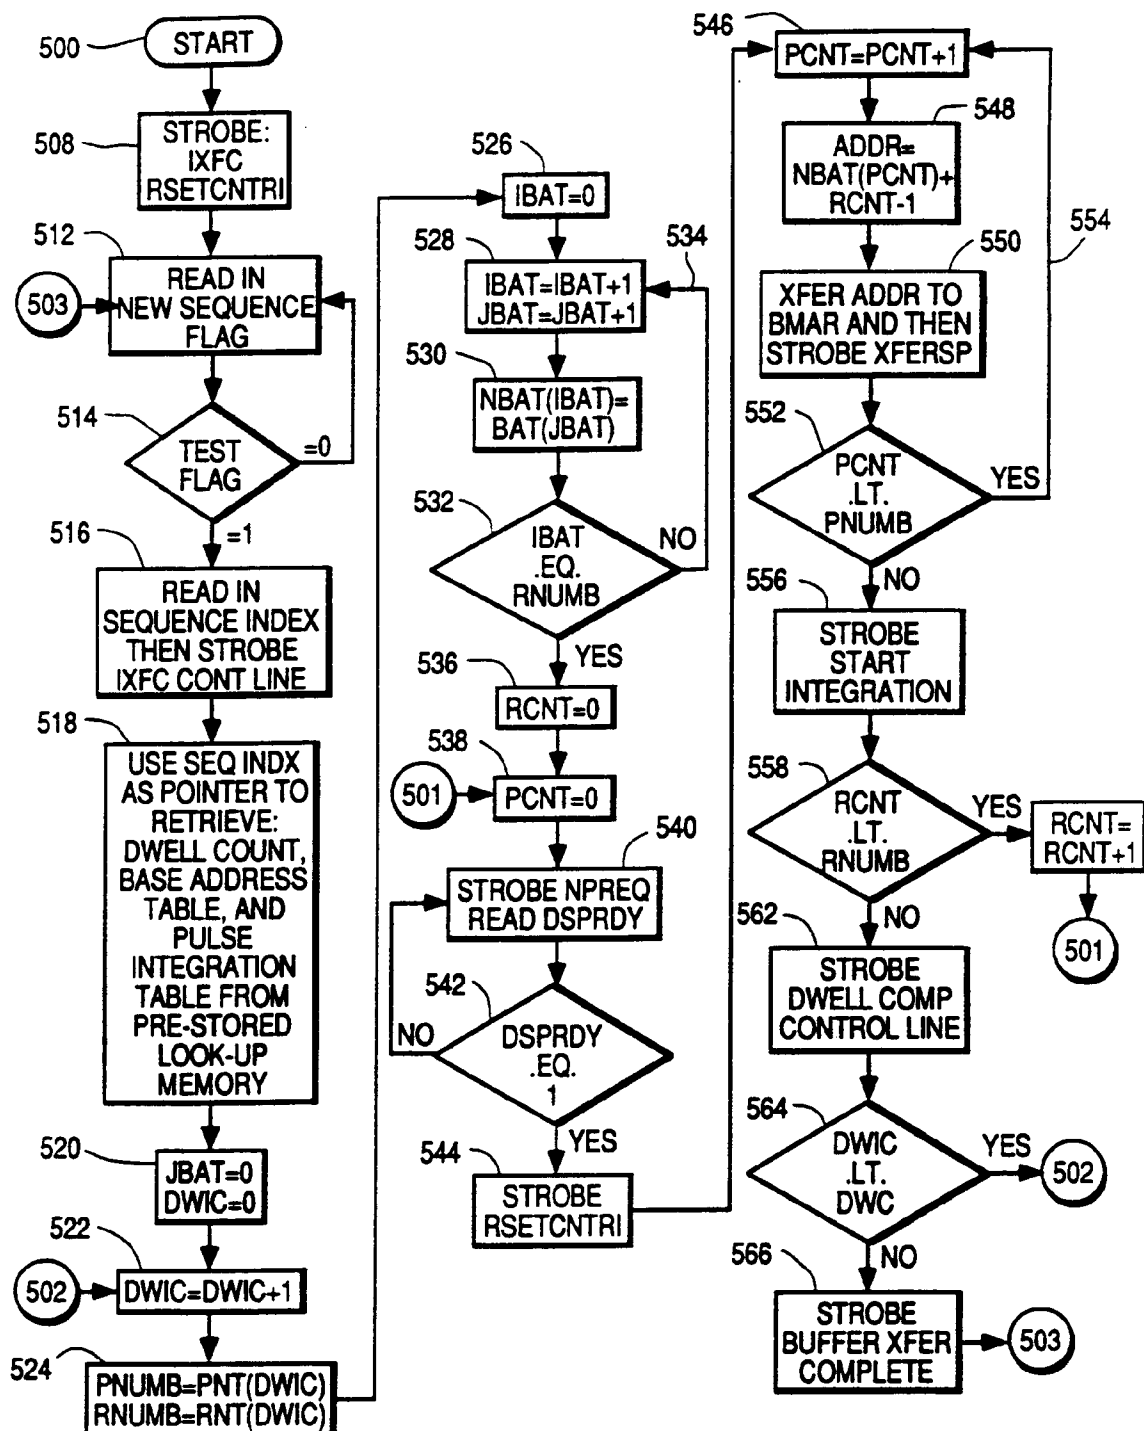 500
START
508
STROBE:
IXFC
RSETCNTRI
512
503
READ IN
NEW SEQUENCE
FLAG
514
TEST
FLAG
=0
=1
516
READ IN
SEQUENCE INDEX
THEN STROBE
IXFC CONT LINE
518
USE SEQ INDX
AS POINTER TO
RETRIEVE:
DWELL COUNT,
BASE ADDRESS
TABLE, AND
PULSE
INTEGRATION
TABLE FROM
PRE-STORED
LOOK-UP
MEMORY
520
JBAT=0
DWIC=0
522
502
DWIC=DWIC+1
524
PNUMB=PNT(DWIC)
RNUMB=RNT(DWIC)
526
IBAT=0
528
534
IBAT=IBAT+1
JBAT=JBAT+1
530
NBAT(IBAT)=
BAT(JBAT)
532
IBAT
.EQ.
RNUMB
NO
YES
536
RCNT=0
538
501
PCNT=0
540
STROBE NPREQ
READ DSPRDY
542
NO
DSPRDY
.EQ.
1
YES
544
STROBE
RSETCNTRI
546
PCNT=PCNT+1
548
ADDR=
NBAT(PCNT)+
RCNT-1
554
550
XFER ADDR TO
BMAR AND THEN
STROBE XFERSP
552
PCNT
.LT.
PNUMB
YES
NO
556
STROBE
START
INTEGRATION
558
RCNT
.LT.
RNUMB
YES
RCNT=
RCNT+1
501
NO
562
STROBE
DWELL COMP
CONTROL LINE
564
DWIC
.LT.
DWC
YES
502
NO
566
STROBE
BUFFER XFER
COMPLETE
503